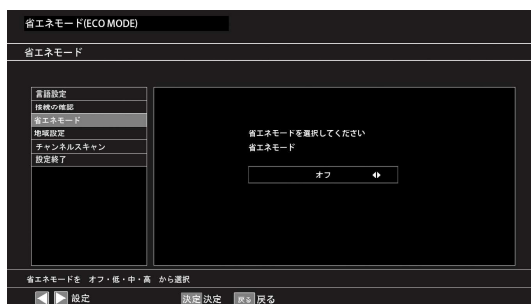 省エネモード(ECO MODE)
省エネモード
言語設定
接続の確認
省エネモード
地域設定
チャンネルスキャン
設定終了
省エネモードを選択してください
省エネモード
オフ
省エネモードを オフ・低・中・高 から選択
設定 決定 決定 戻る 戻る